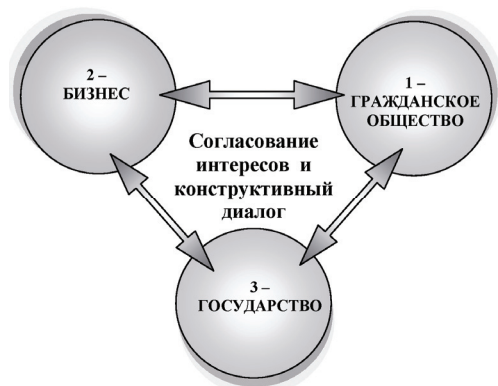 2 –
БИЗНЕС
1 –
ГРАЖДАНСКОЕ
ОБЩЕСТВО
Согласование
интересов и
конструктивный
диалог
3 –
ГОСУДАРСТВО